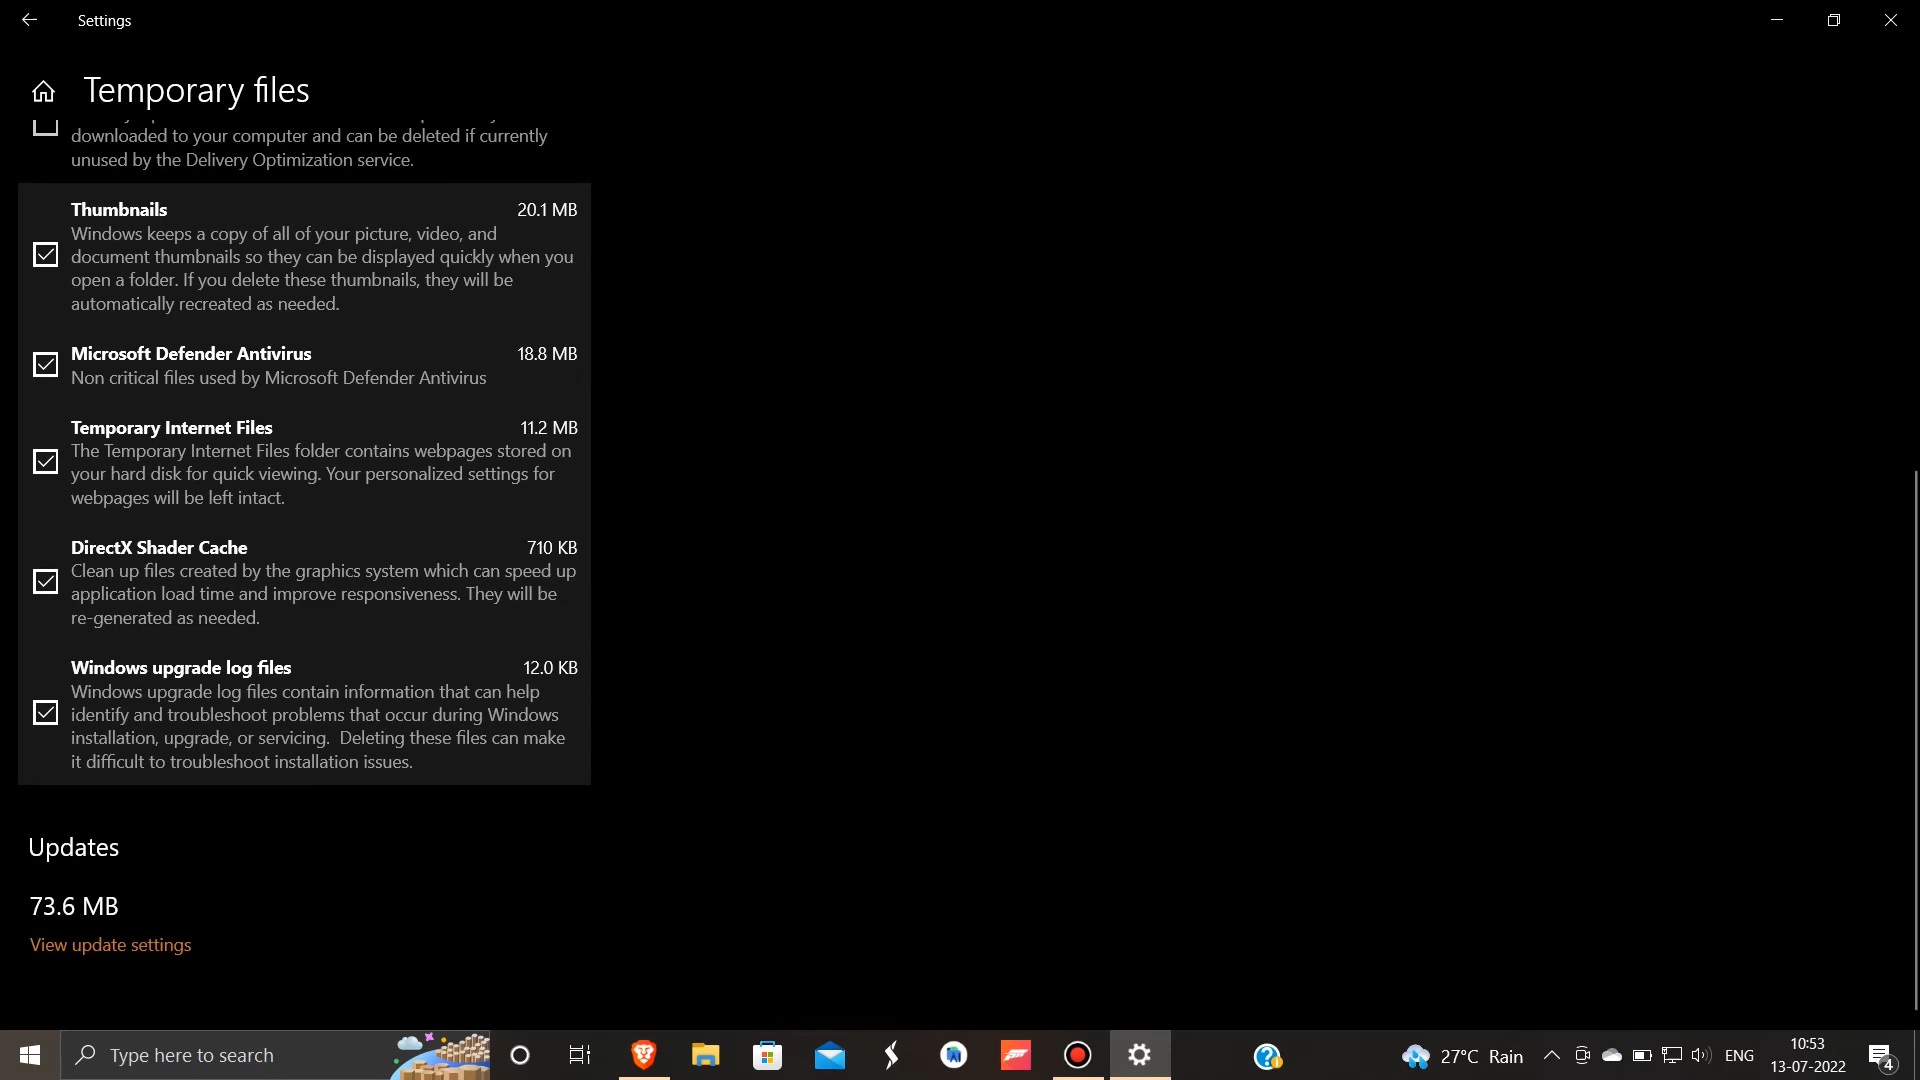 Settings
Temporary files
downloaded to your computer and can be deleted if currently
unused by the Delivery Optimization service.
Thumbnails 20.1 MB
Windows keeps a copy of all of your picture, video, and
document thumbnails so they can be displayed quickly when you
open a folder. If you delete these thumbnails, they will be
automatically recreated as needed.
Microsoft Defender Antivirus 18.8 MB
Non critical files used by Microsoft Defender Antivirus
Temporary Internet Files 11.2 MB
The Temporary Internet Files folder contains webpages stored on
your hard disk for quick viewing. Your personalized settings for
webpages will be left intact.
DirectX Shader Cache 710 KB
Clean up files created by the graphics system which can speed up
application load time and improve responsiveness. They will be
re-generated as needed.
Windows upgrade log files 12.0 KB
Windows upgrade log files contain information that can help
identify and troubleshoot problems that occur during Windows
installation, upgrade, or servicing.  Deleting these files can make
it difficult to troubleshoot installation issues.
Updates
73.6 MB
View update settings
Type here to search
27°C Rain
ENG
10:53
13-07-2022
4